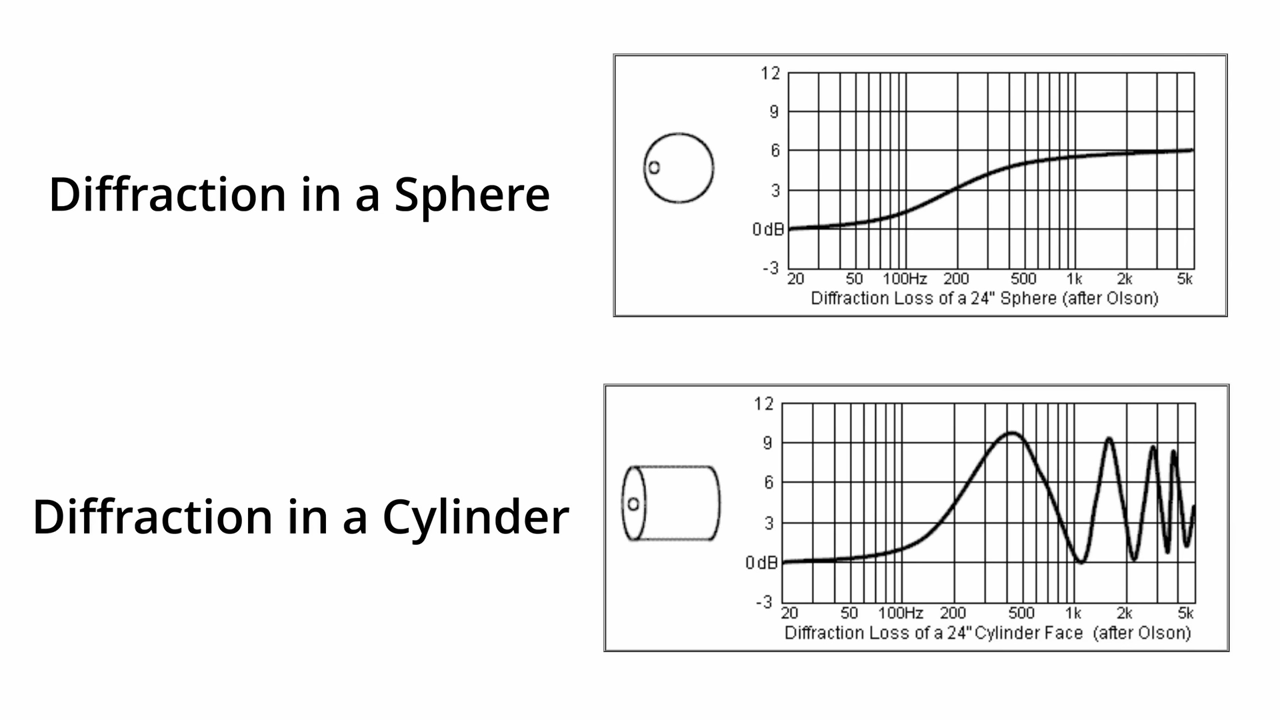 Diffraction in a Sphere
12
9
6
3
0dB
-3
20 50 100Hz 200 500 1k 2k 5k
Diffraction Loss of a 24" Sphere (after Olson)
Diffraction in a Cylinder
12
9
6
3
0dB
-3
20 50 100Hz 200 500 1k 2k 5k
Diffraction Loss of a 24" Cylinder Face (after Olson)